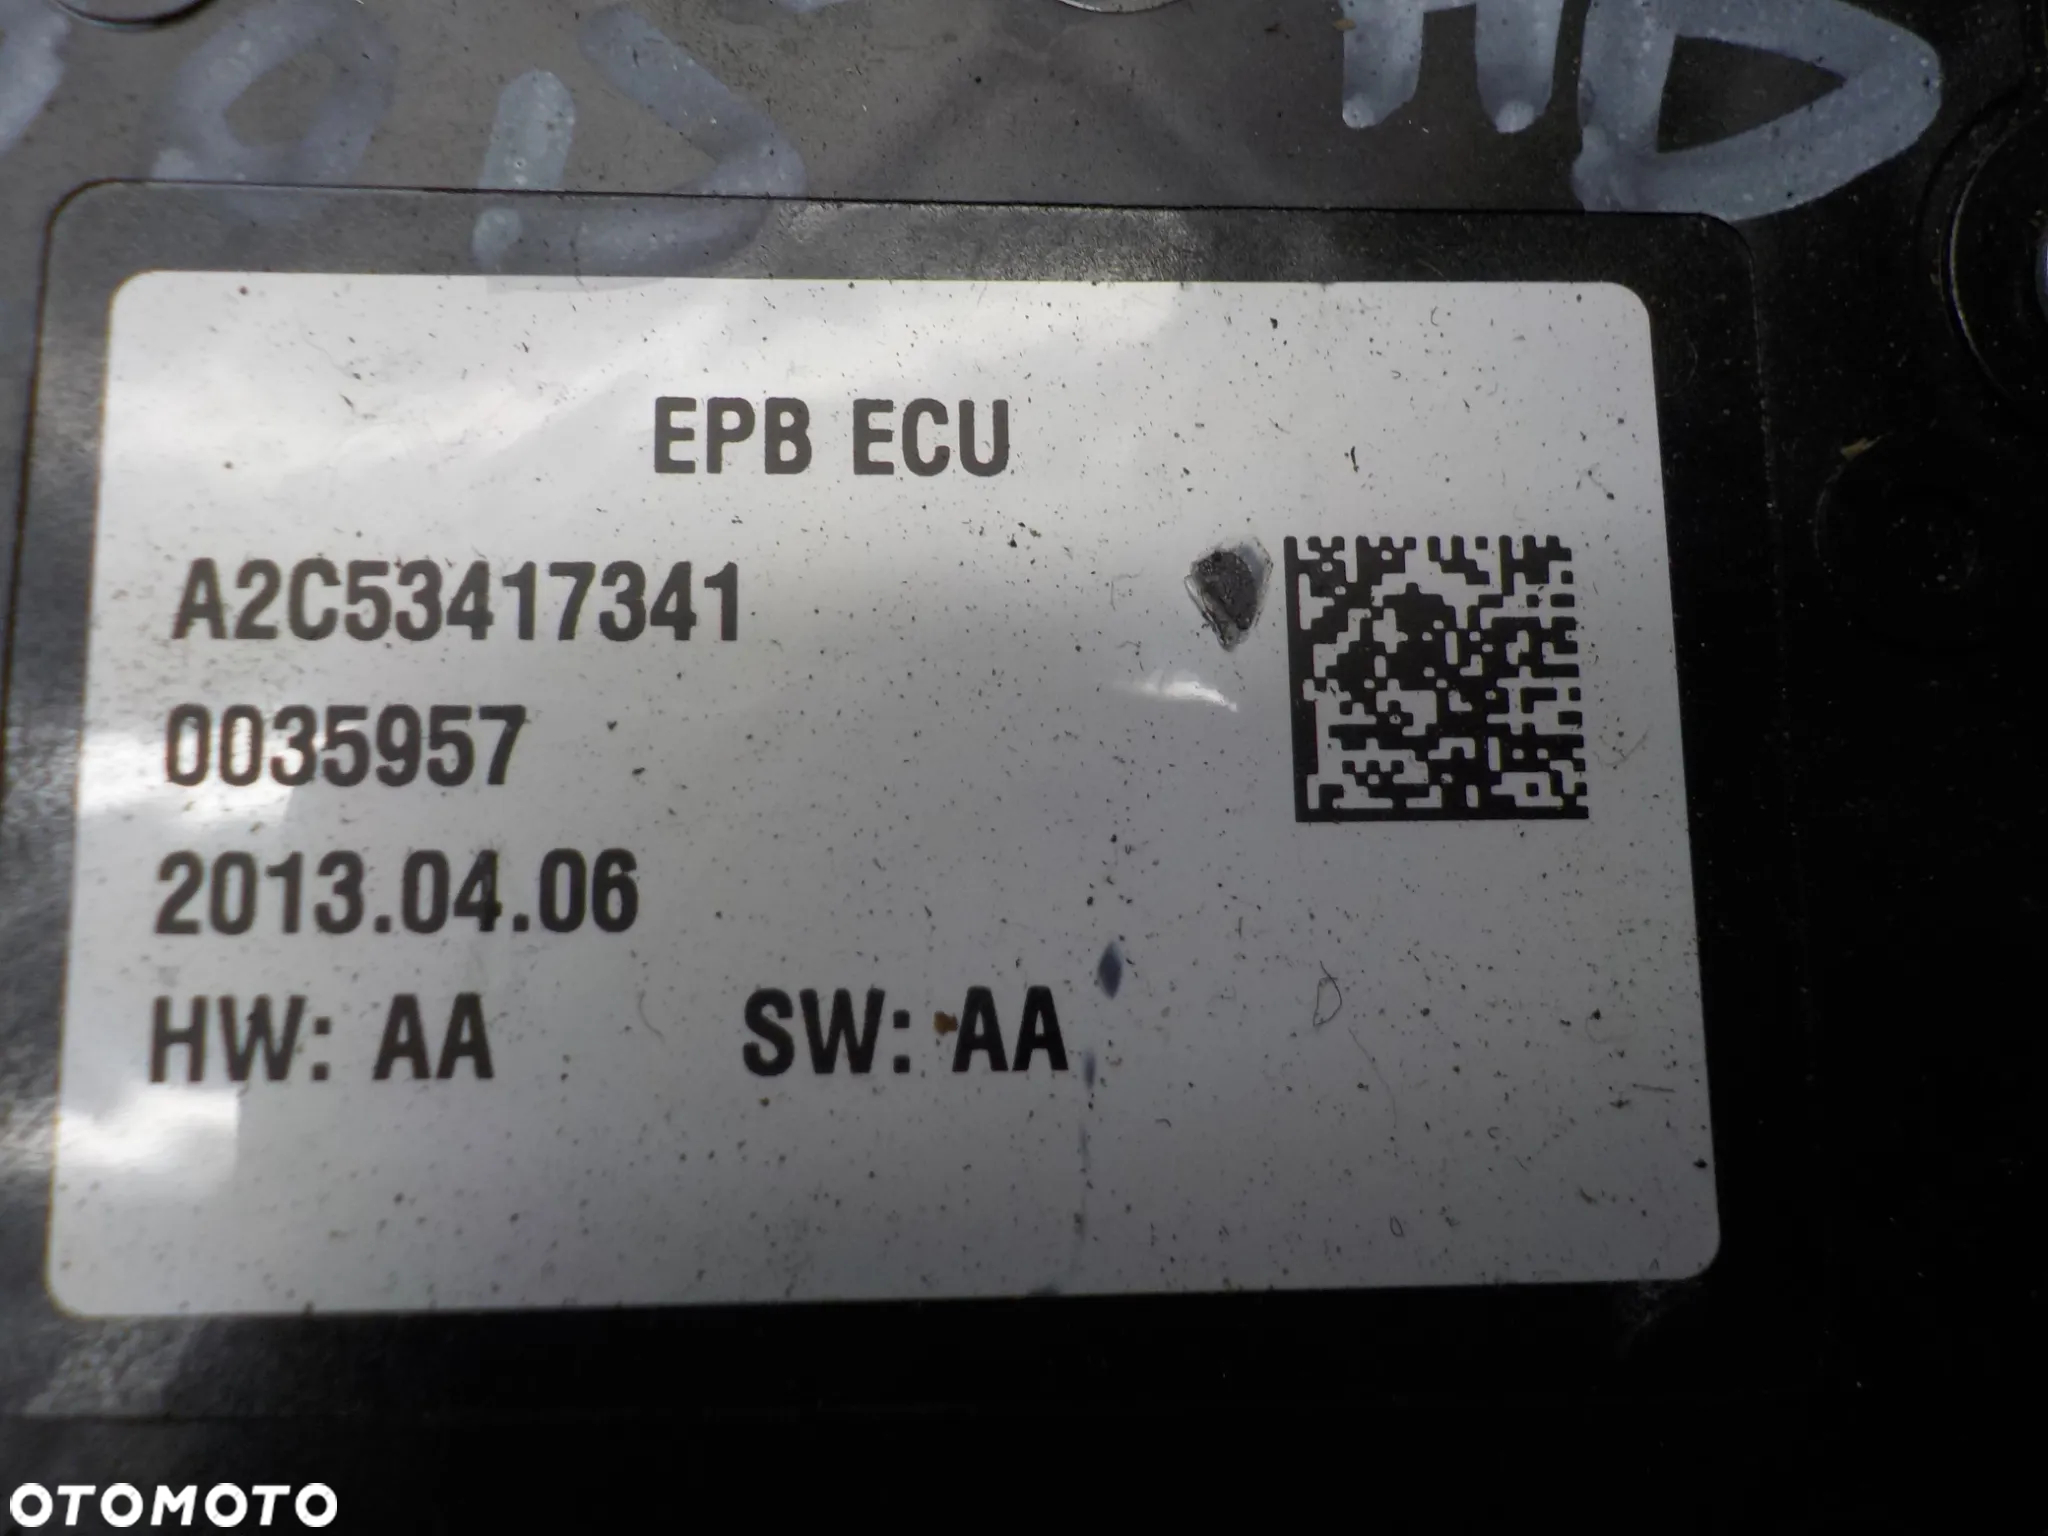 EPB ECU
A2C53417341
0035957
2013.04.06
HW: AA SW: AA
OTOMOTO